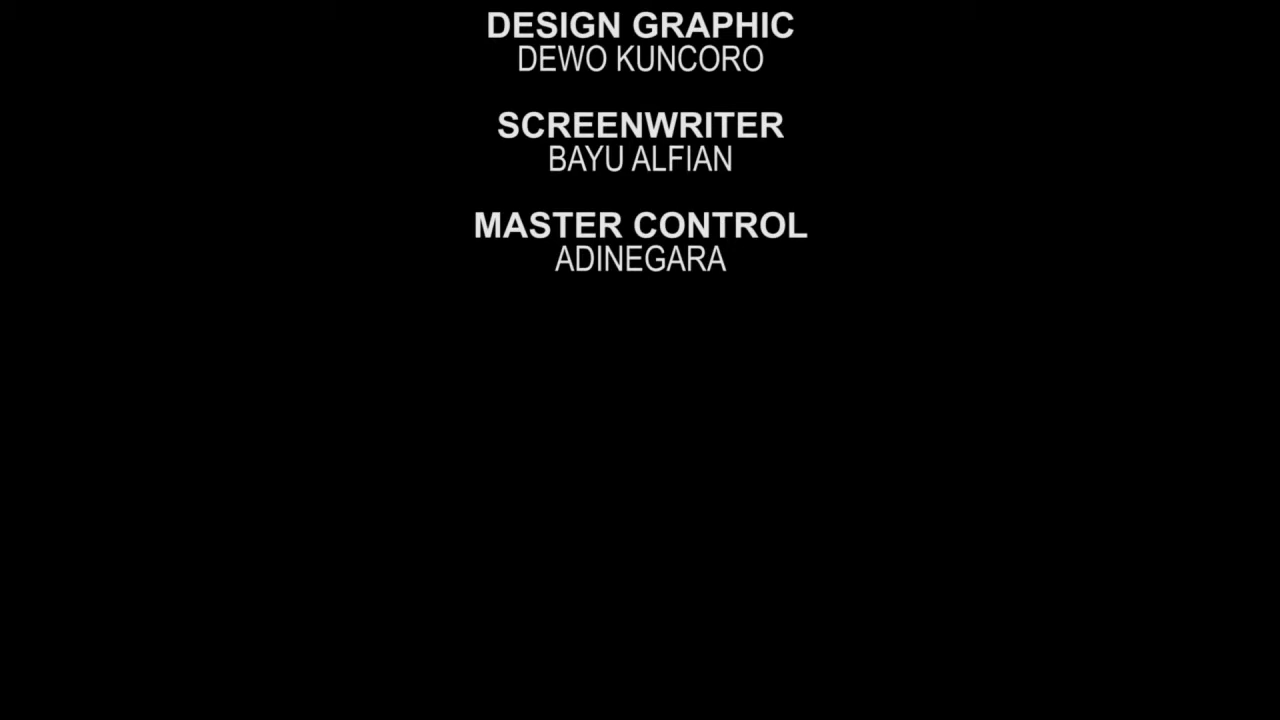 DESIGN GRAPHIC
DEWO KUNCORO
SCREENWRITER
BAYU ALFIAN
MASTER CONTROL
ADINEGARA